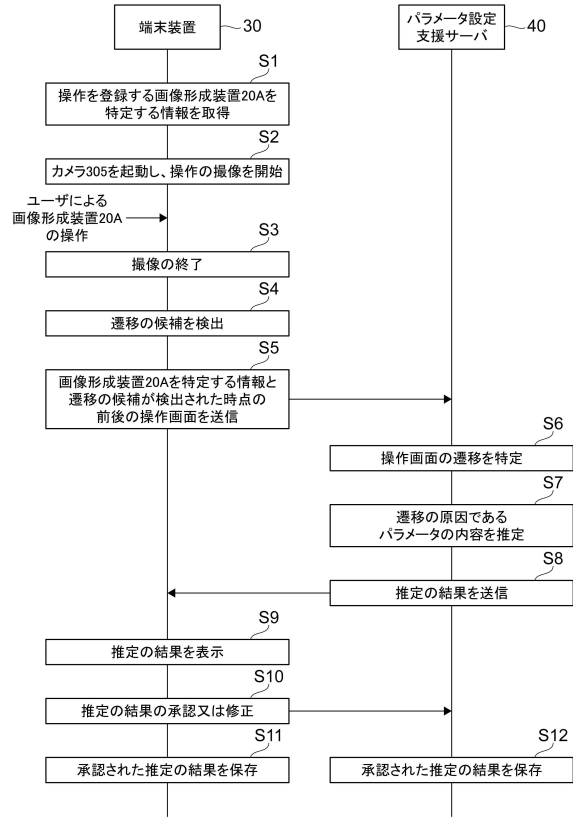 端末装置
30
パラメータ設定
支援サーバ
40
S1
操作を登録する画像形成装置20Aを
特定する情報を取得
S2
カメラ305を起動し、操作の撮像を開始
ユーザによる
画像形成装置20A
の操作
S3
撮像の終了
S4
遷移の候補を検出
S5
画像形成装置20Aを特定する情報と
遷移の候補が検出された時点の
前後の操作画面を送信
S6
操作画面の遷移を特定
S7
遷移の原因である
パラメータの内容を推定
S8
推定の結果を送信
S9
推定の結果を表示
S10
推定の結果の承認又は修正
S11
承認された推定の結果を保存
S12
承認された推定の結果を保存